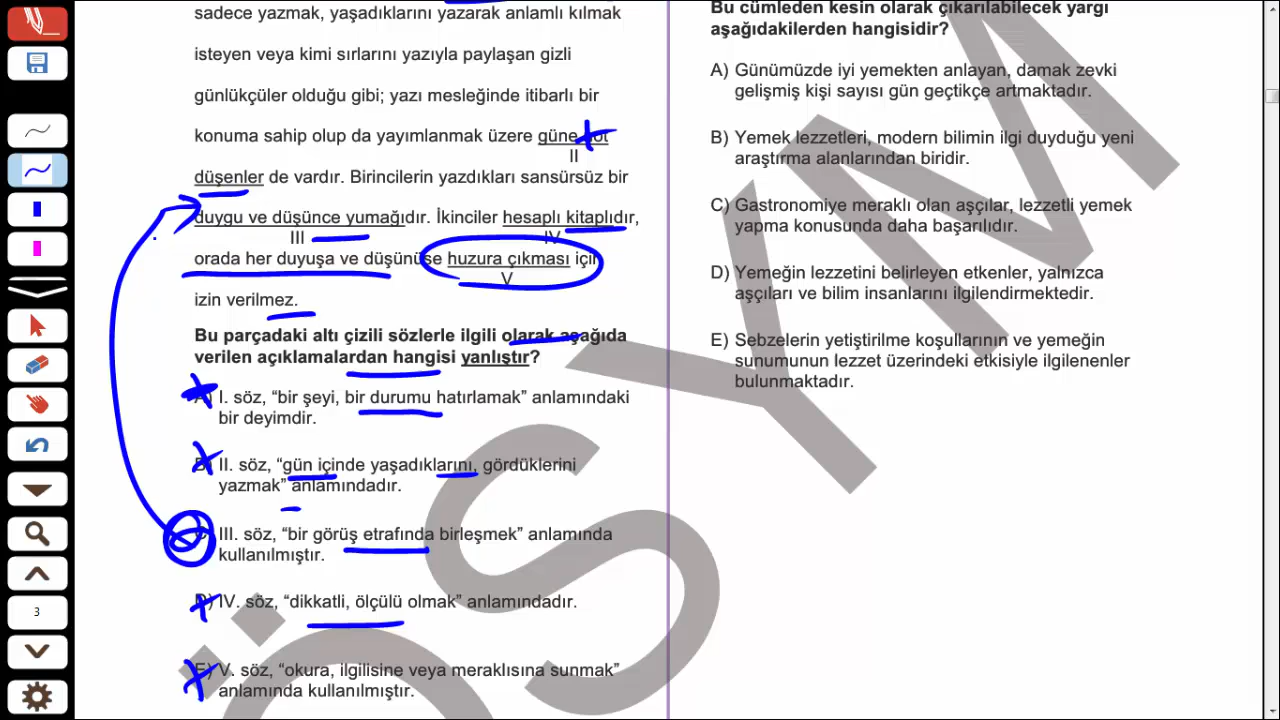 sadece yazmak, yaşadıklarını yazarak anlamlı kılmak
isteyen veya kimi sırlarını yazıyla paylaşan gizli
günlükçüler olduğu gibi; yazı mesleğinde itibarlı bir
konuma sahip olup da yayımlanmak üzere güne not
II
düşenler de vardır. Birincilerin yazdıkları sansürsüz bir
duygu ve düşünce yumağıdır. İkinciler hesaplı kitaplıdır,
III IV
orada her duyuşa ve düşünüşe huzura çıkması için
V
izin verilmez.
Bu parçadaki altı çizili sözlerle ilgili olarak aşağıda
verilen açıklamalardan hangisi yanlıştır?
A) I. söz, “bir şeyi, bir durumu hatırlamak” anlamındaki
bir deyimdir.
B) II. söz, “gün içinde yaşadıklarını, gördüklerini
yazmak” anlamındadır.
C) III. söz, “bir görüş etrafında birleşmek” anlamında
kullanılmıştır.
D) IV. söz, “dikkatli, ölçülü olmak” anlamındadır.
E) V. söz, “okura, ilgilisine veya meraklısına sunmak”
anlamında kullanılmıştır.
Bu cümleden kesin olarak çıkarılabilecek yargı
aşağıdakilerden hangisidir?
A) Günümüzde iyi yemekten anlayan, damak zevki
gelişmiş kişi sayısı gün geçtikçe artmaktadır.
B) Yemek lezzetleri, modern bilimin ilgi duyduğu yeni
araştırma alanlarından biridir.
C) Gastronomiye meraklı olan aşçılar, lezzetli yemek
yapma konusunda daha başarılıdır.
D) Yemeğin lezzetini belirleyen etkenler, yalnızca
aşçıları ve bilim insanlarını ilgilendirmektedir.
E) Sebzelerin yetiştirilme koşullarının ve yemeğin
sunumunun lezzet üzerindeki etkisiyle ilgilenenler
bulunmaktadır.
ÖSYM
3